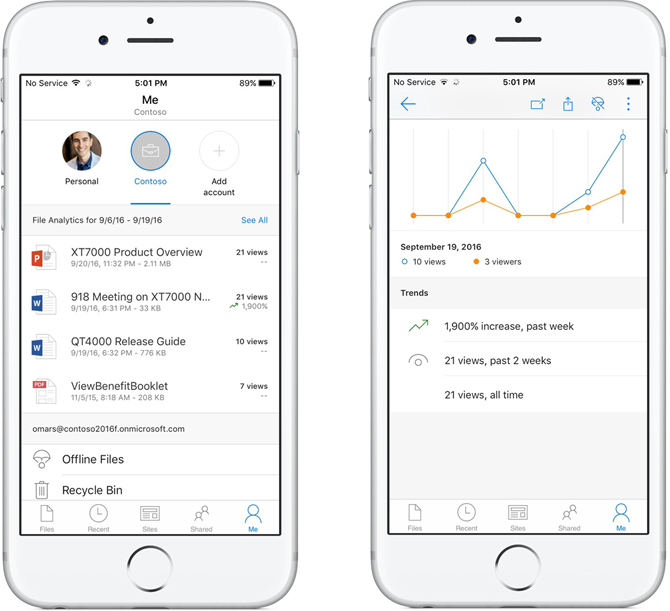 No Service 5:01 PM 89%
Me
Contoso
Personal
Contoso
Add
account
File Analytics for 9/6/16 - 9/19/16 See All
P
XT7000 Product Overview 21 views
9/20/16, 11:32 PM - 2.11 MB --
W
918 Meeting on XT7000 N... 21 views
9/19/16, 6:31 PM - 33 KB 1,900%
W
QT4000 Release Guide 10 views
9/19/16, 6:32 PM - 776 KB --
PDF
ViewBenefitBooklet 7 views
11/5/15, 8:18 AM - 208 KB --
omars@contoso2016f.onmicrosoft.com
Offline Files
Recycle Bin
Files Recent Sites Shared Me
No Service 5:01 PM 89%
September 19, 2016
10 views 3 viewers
Trends
1,900% increase, past week
21 views, past 2 weeks
21 views, all time
Files Recent Sites Shared Me